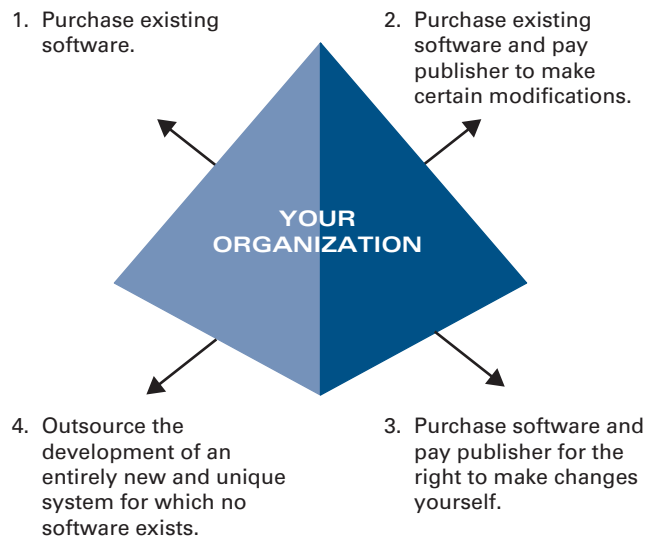 1. Purchase existing
software.
2. Purchase existing
software and pay
publisher to make
certain modifications.
YOUR
ORGANIZATION
4. Outsource the
development of an
entirely new and unique
system for which no
software exists.
3. Purchase software and
pay publisher for the
right to make changes
yourself.